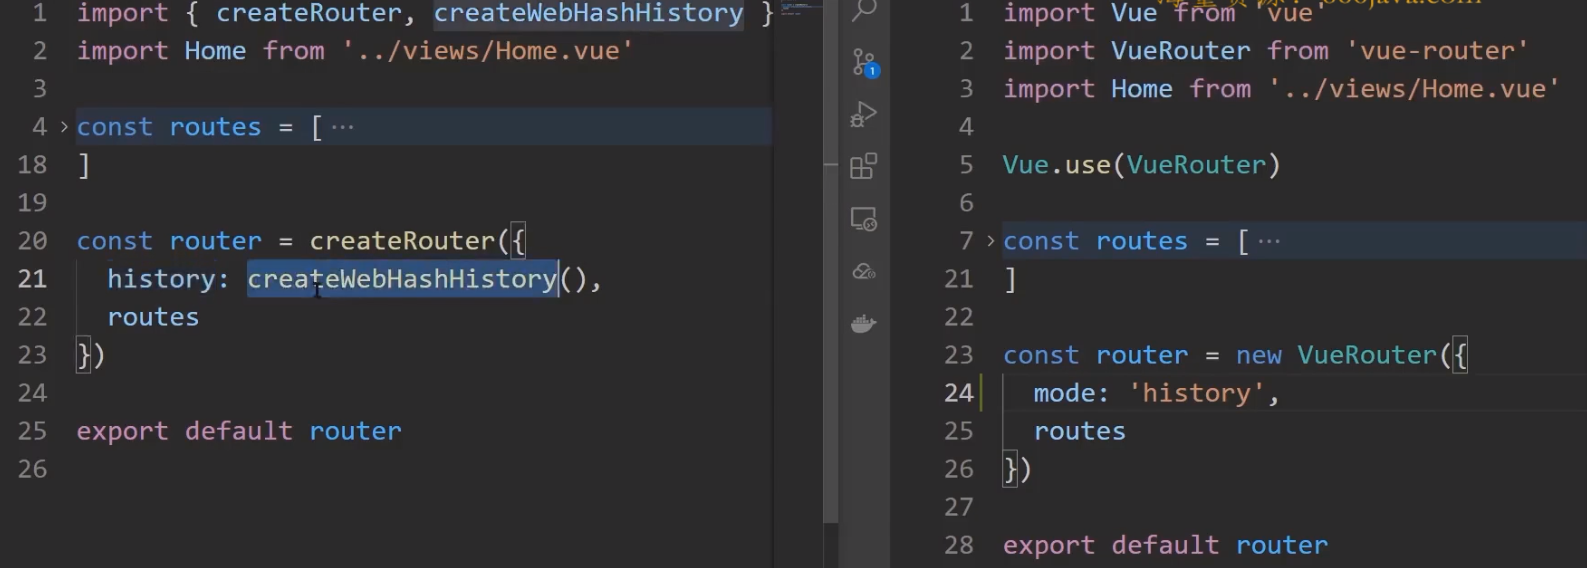 1 import { createRouter, createWebHashHistory }
2 import Home from '../views/Home.vue'
3
4 const routes = [ ···
18 ]
19
20 const router = createRouter({
21 history: createWebHashHistory(),
22 routes
23 })
24
25 export default router
26
1
1 import Vue from 'vue'
2 import VueRouter from 'vue-router'
3 import Home from '../views/Home.vue'
4
5 Vue.use(VueRouter)
6
7 const routes = [ ···
21 ]
22
23 const router = new VueRouter({
24 mode: 'history',
25 routes
26 })
27
28 export default router